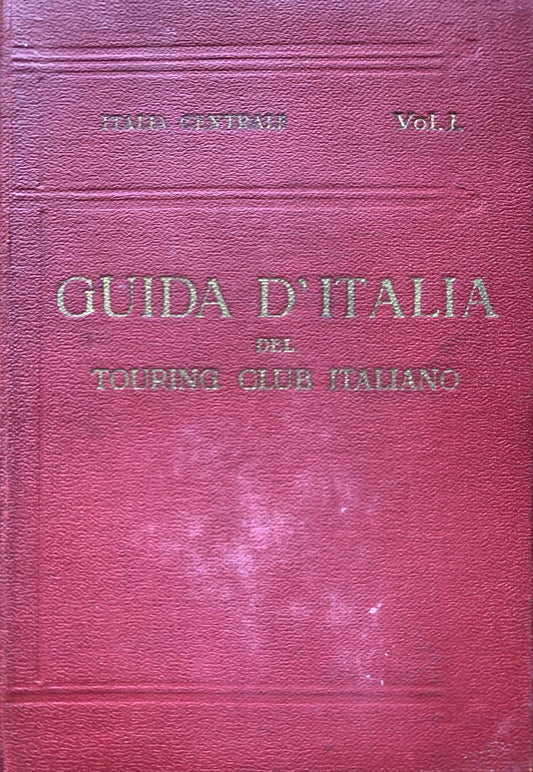 ITALIA CENTRALE Vol. I.
GUIDA D'ITALIA
DEL
TOURING CLUB ITALIANO